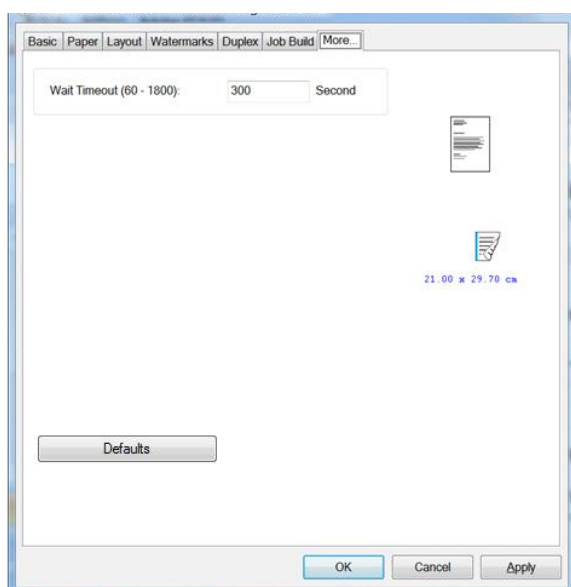 Basic Paper Layout Watermarks Duplex Job Build More...
Wait Timeout (60 - 1800): 300 Second
21.00 x 29.70 cm
Defaults
OK Cancel Apply